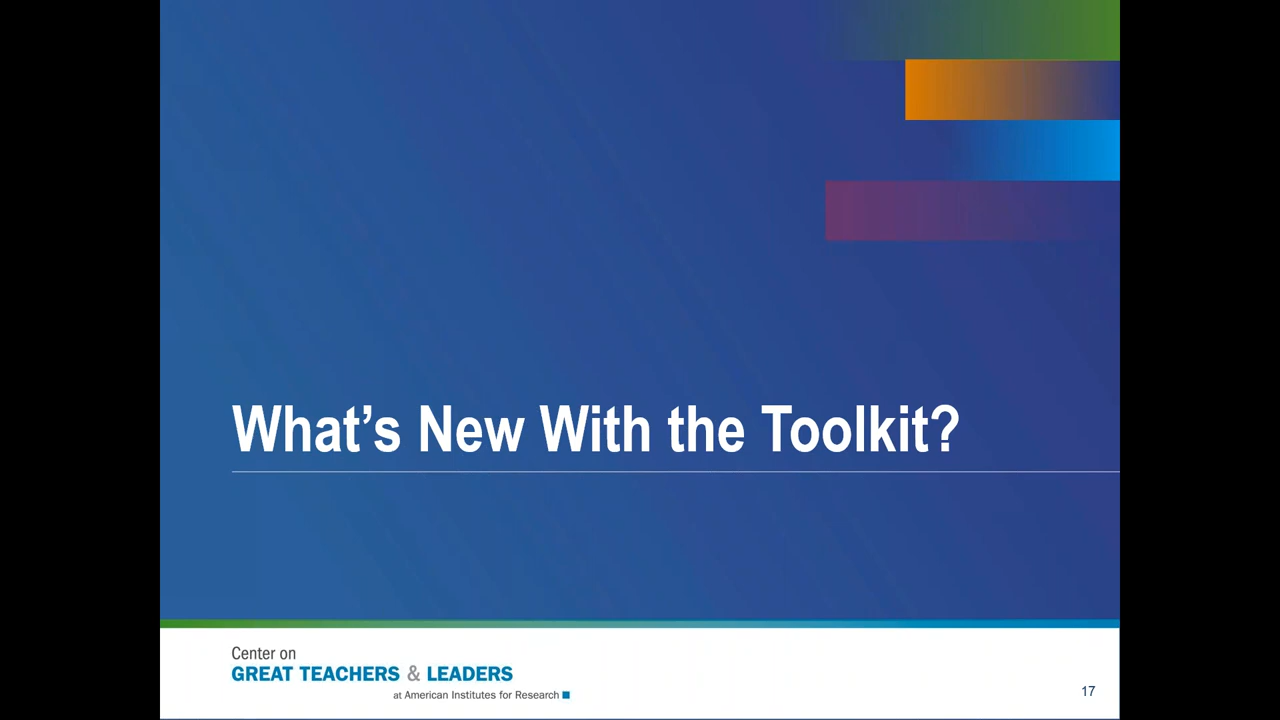 What’s New With the Toolkit?
Center on
GREAT TEACHERS & LEADERS
at American Institutes for Research
17